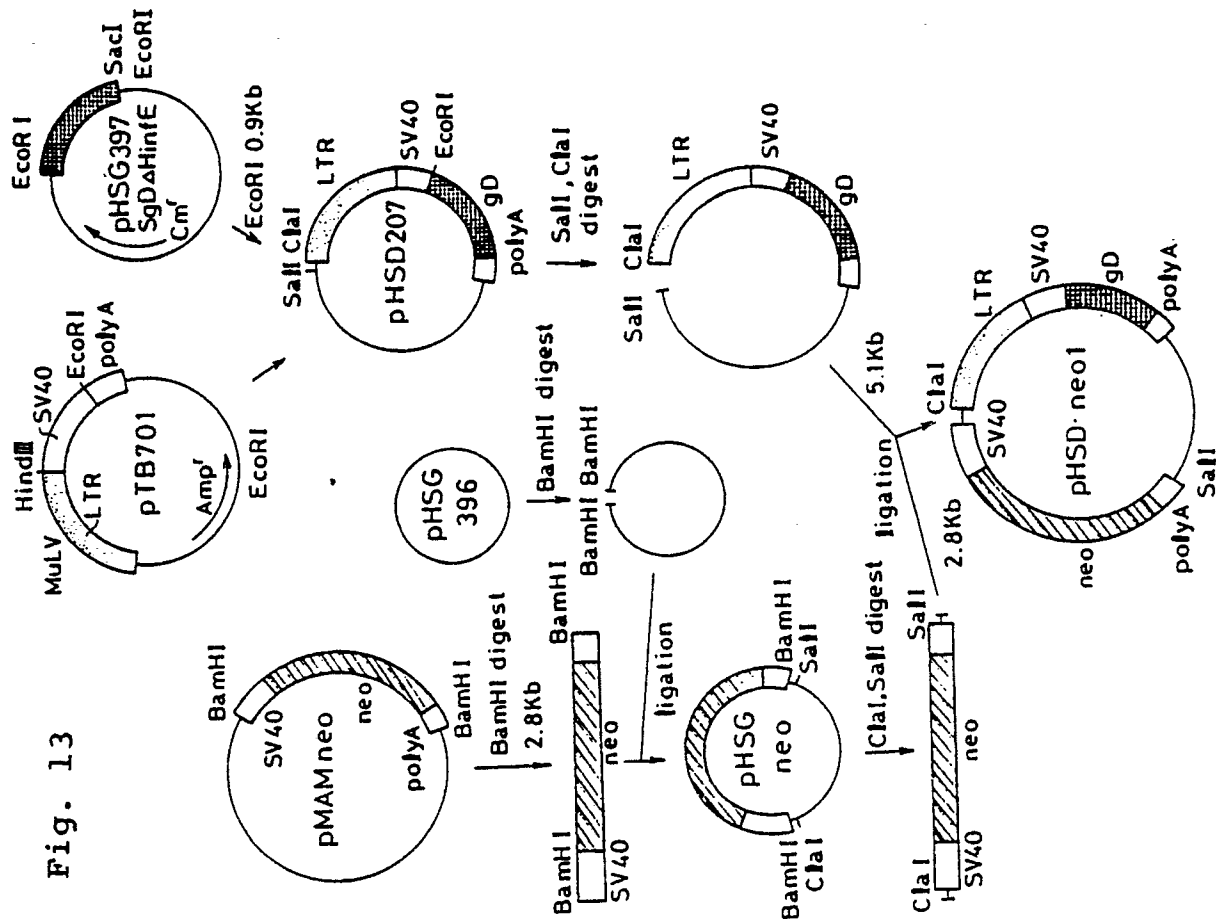 Fig. 13
BamHI
SV40
neo
pMAMneo
polyA
BamHI
BamHI digest
2.8Kb
BamHI
BamHI
SV40
neo
ligation
pHSG
396
BamHI digest
BamHI BamHI
pHSG
neo
BamHI
SalI
BamHI
ClaI
ClaI,SalI digest
ClaI
SalI
SV40
neo
HindⅢ
MuLV
LTR
SV40
EcoRI
polyA
pTB701
Ampʳ
EcoRI
EcoRI
SacI
EcoRI
pHSG397
SgDΔHinfE
Cmʳ
EcoRI 0.9Kb
SalI ClaI
LTR
SV40
EcoRI
gD
polyA
pHSD207
SalI,ClaI
digest
SalI
ClaI
LTR
SV40
gD
5.1Kb
ligation
2.8Kb
ClaI
SV40
LTR
SV40
gD
polyA
pHSD·neo1
neo
polyA
SalI